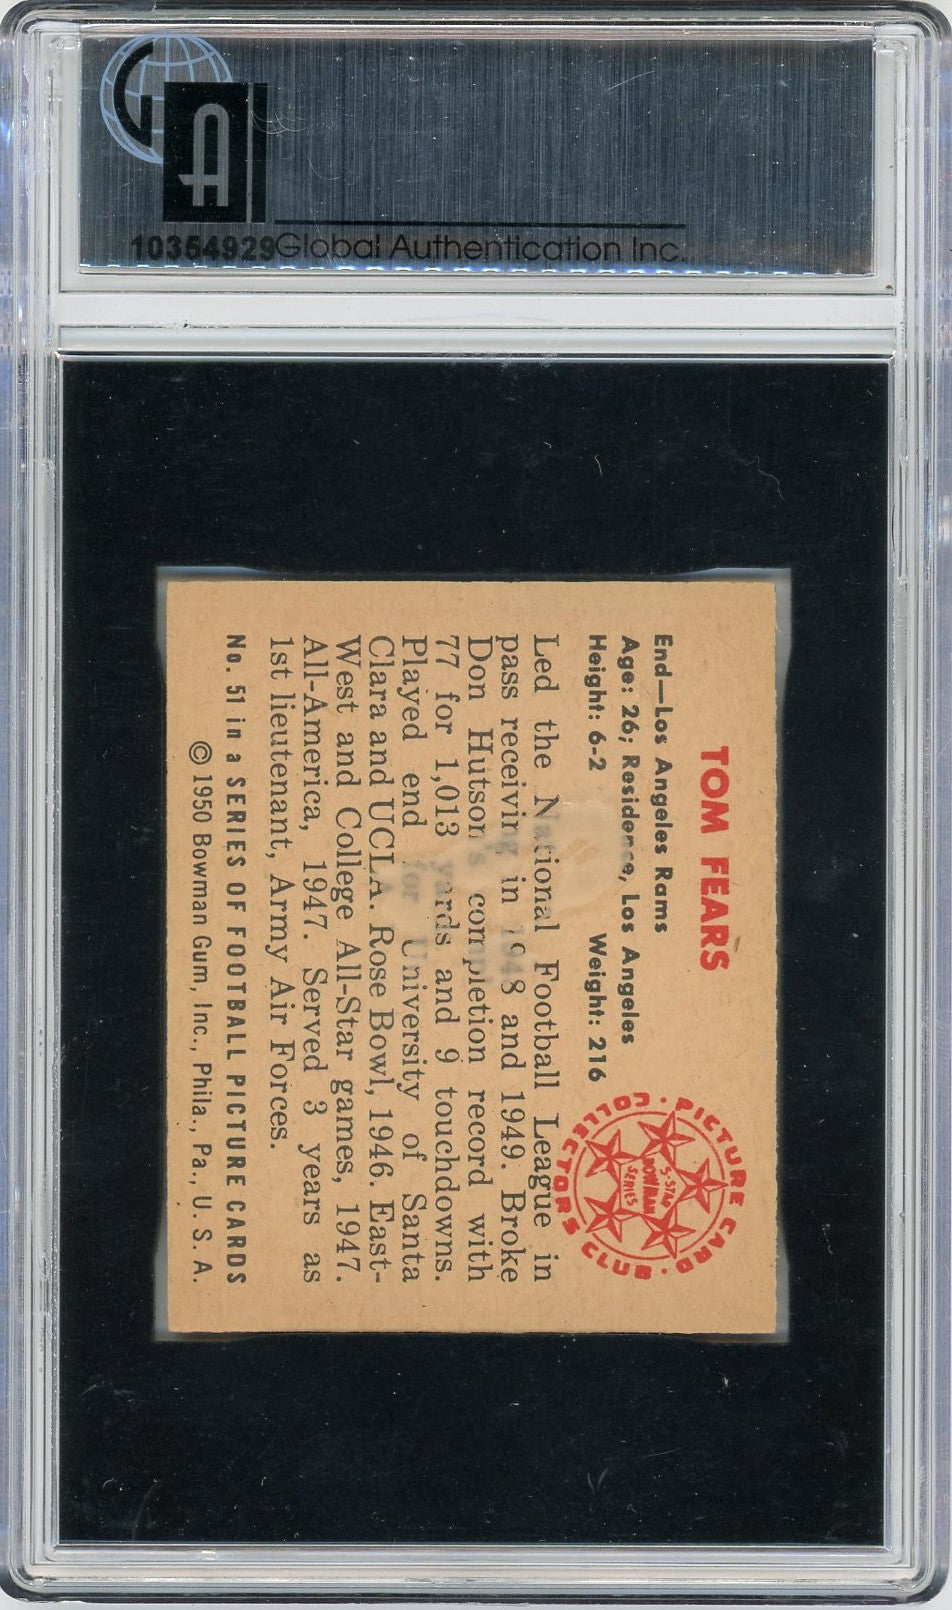 GA
10354929 Global Authentication Inc.
TOM FEARS
End—Los Angeles Rams
Age: 26; Residence, Los Angeles
Height: 6-2 Weight: 216
PICTURE CARD · COLLECTORS CLUB ·
5-STAR
BOWMAN
SERIES
Led the National Football League in
pass receiving in 1948 and 1949. Broke
Don Hutson's completion record with
77 for 1,013 yards and 9 touchdowns.
Played end for University of Santa
Clara and UCLA. Rose Bowl, 1946. East-
West and College All-Star games, 1947.
All-America, 1947. Served 3 years as
1st lieutenant, Army Air Forces.
No. 51 in a SERIES OF FOOTBALL PICTURE CARDS
©1950 Bowman Gum, Inc., Phila., Pa., U. S. A.